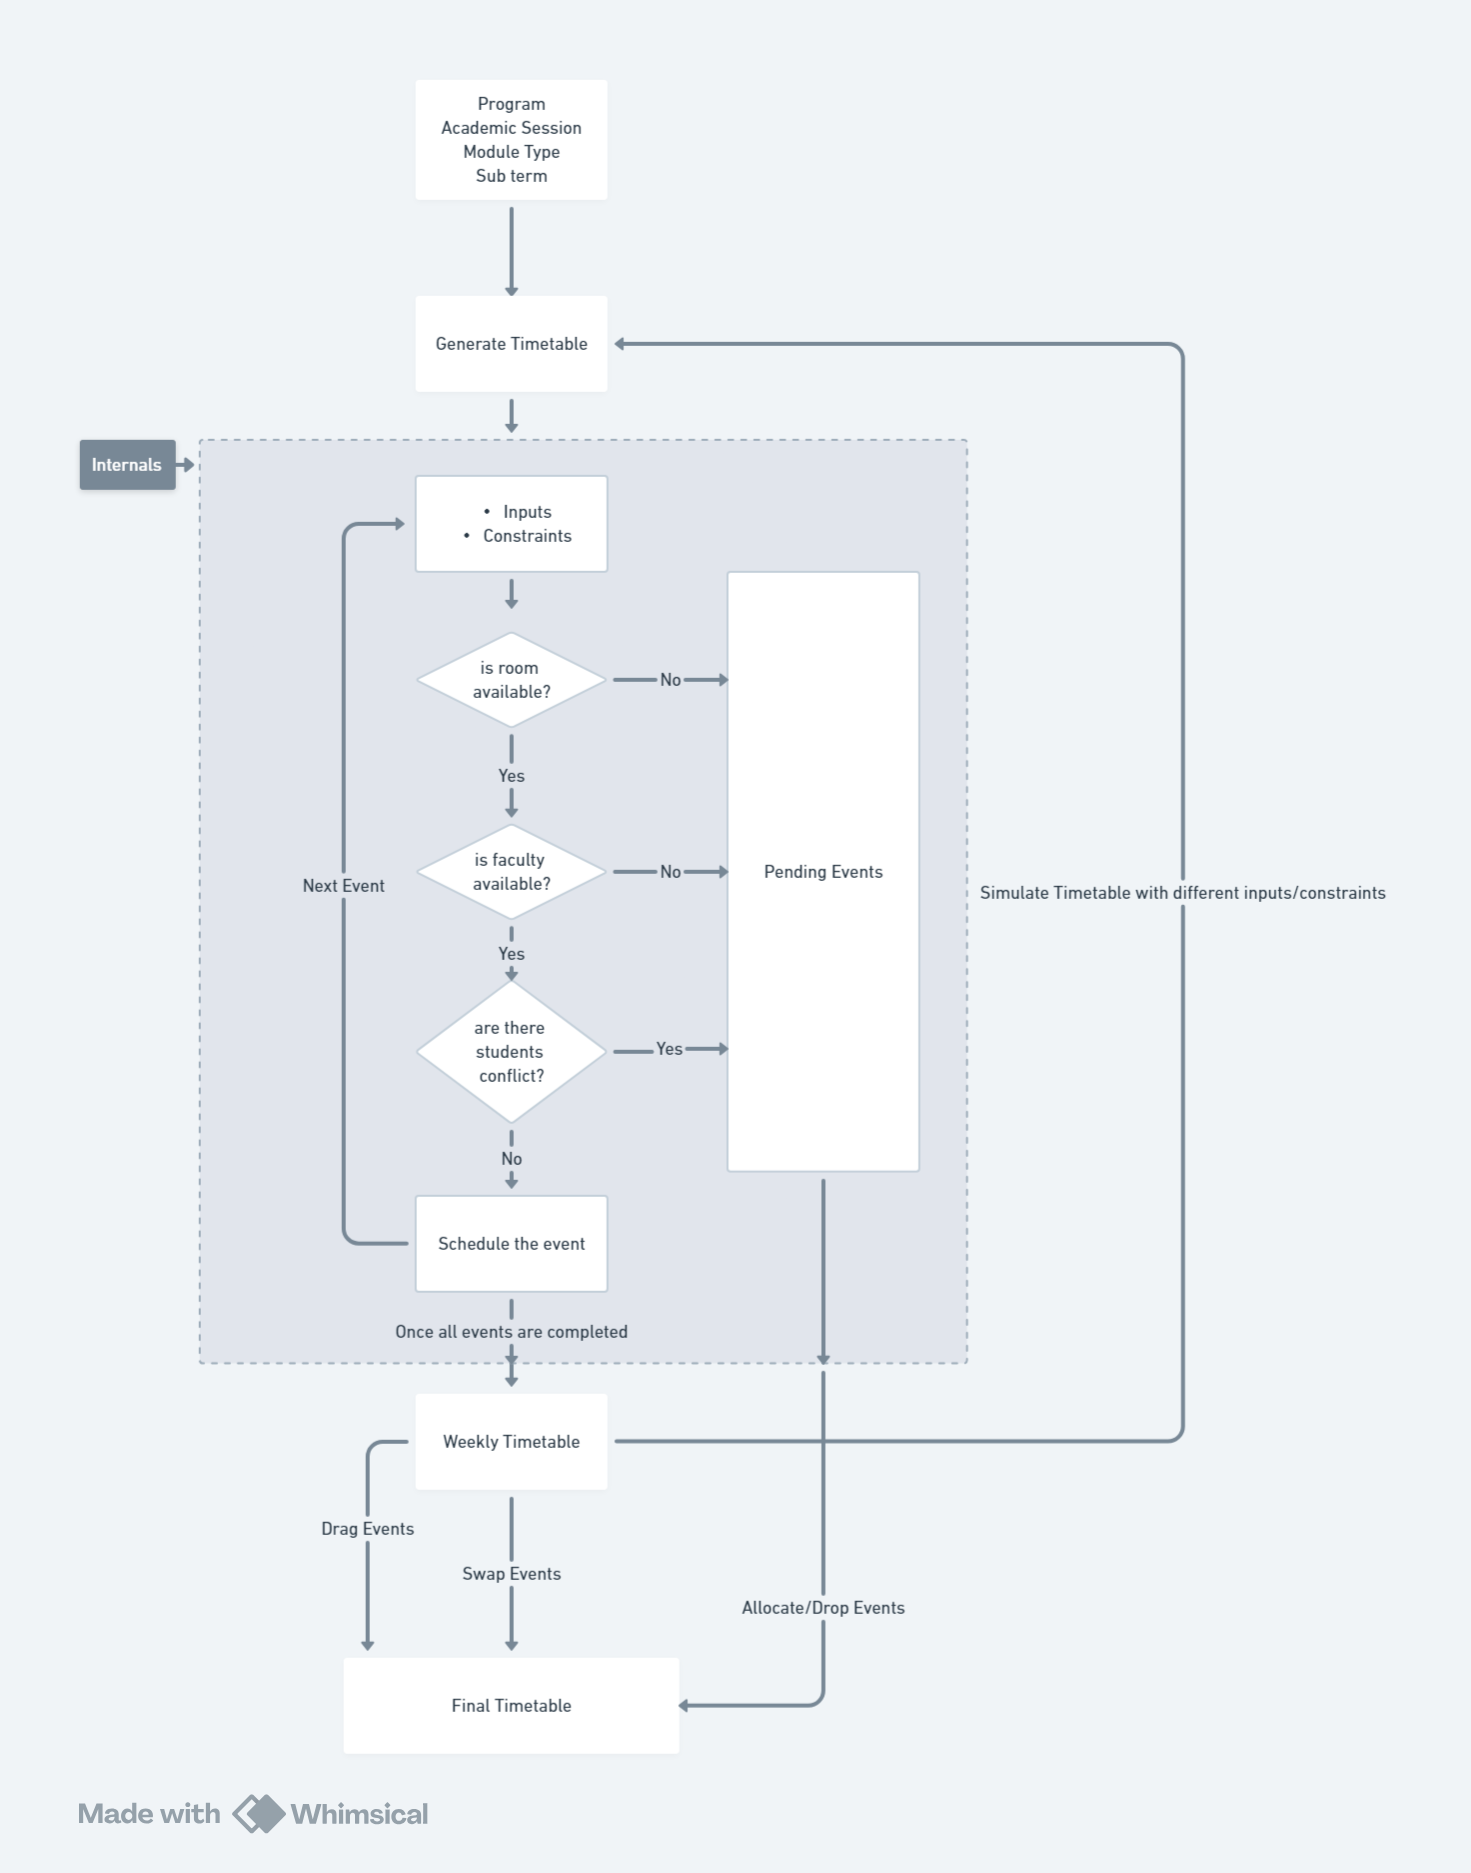 Program
Academic Session
Module Type
Sub term
Generate Timetable
Internals
• Inputs
• Constraints
is room
available?
No
Yes
is faculty
available?
No
Pending Events
Next Event
Simulate Timetable with different inputs/constraints
Yes
are there
students
conflict?
Yes
No
Schedule the event
Once all events are completed
Weekly Timetable
Drag Events
Swap Events
Allocate/Drop Events
Final Timetable
Made with Whimsical